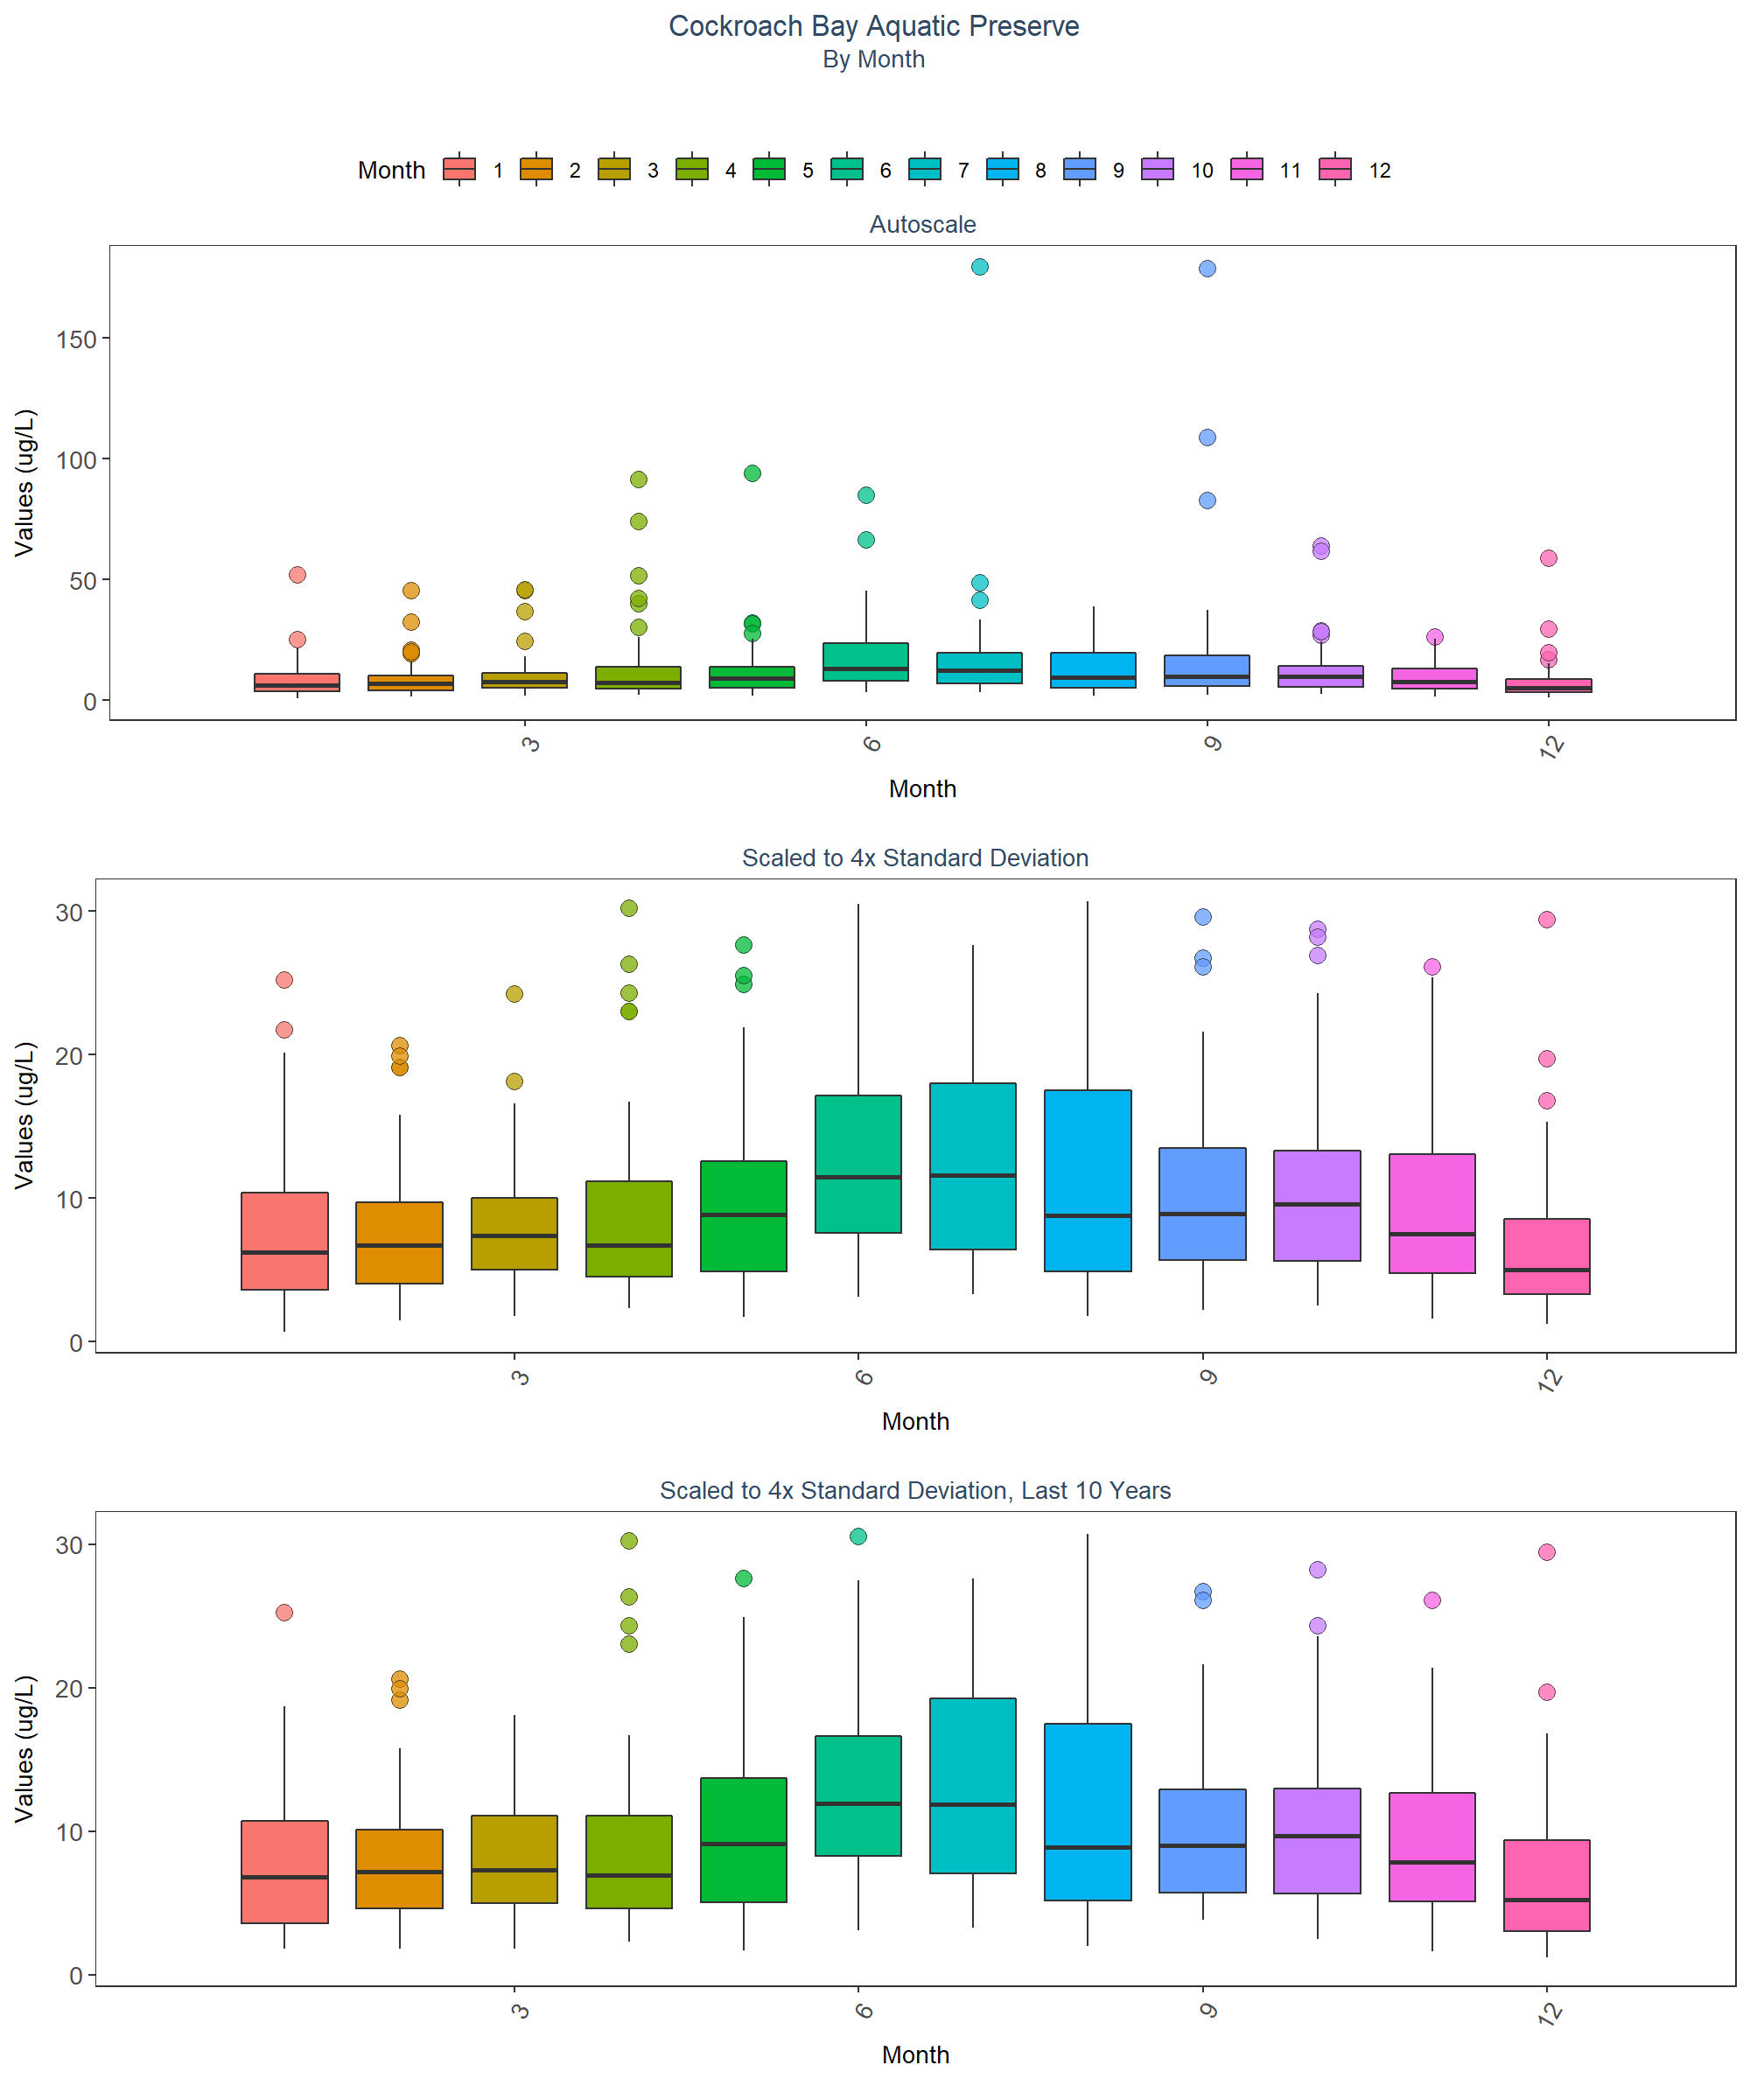 Cockroach Bay Aquatic Preserve
By Month
Month 1 2 3 4 5 6 7 8 9 10 11 12
Autoscale
Values (ug/L)
150
100
50
0
3 6 9 12
Month
Scaled to 4x Standard Deviation
Values (ug/L)
30
20
10
0
3 6 9 12
Month
Scaled to 4x Standard Deviation, Last 10 Years
Values (ug/L)
30
20
10
0
3 6 9 12
Month